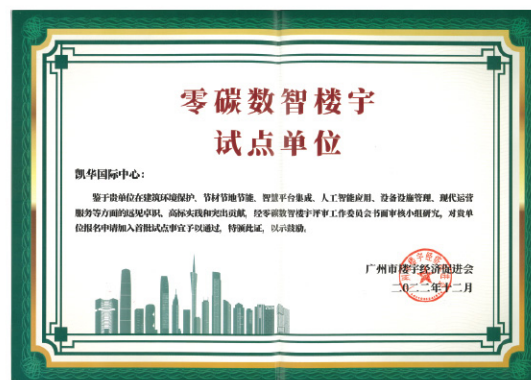 零碳数智楼宇
试点单位
凯华国际中心：
鉴于贵单位在建筑环境保护、节材节地节能、智慧平台集成、人工智能应用、设备设施管理、现代运营
服务等方面的远见卓识、高标实践和突出贡献，经零碳数智楼宇评审工作委员会书面审核小组研究，对贵单
位报名申请加入首批试点事宜予以通过，特颁此证，以示鼓励。
广州市楼宇经济促进会
二〇二二年十二月